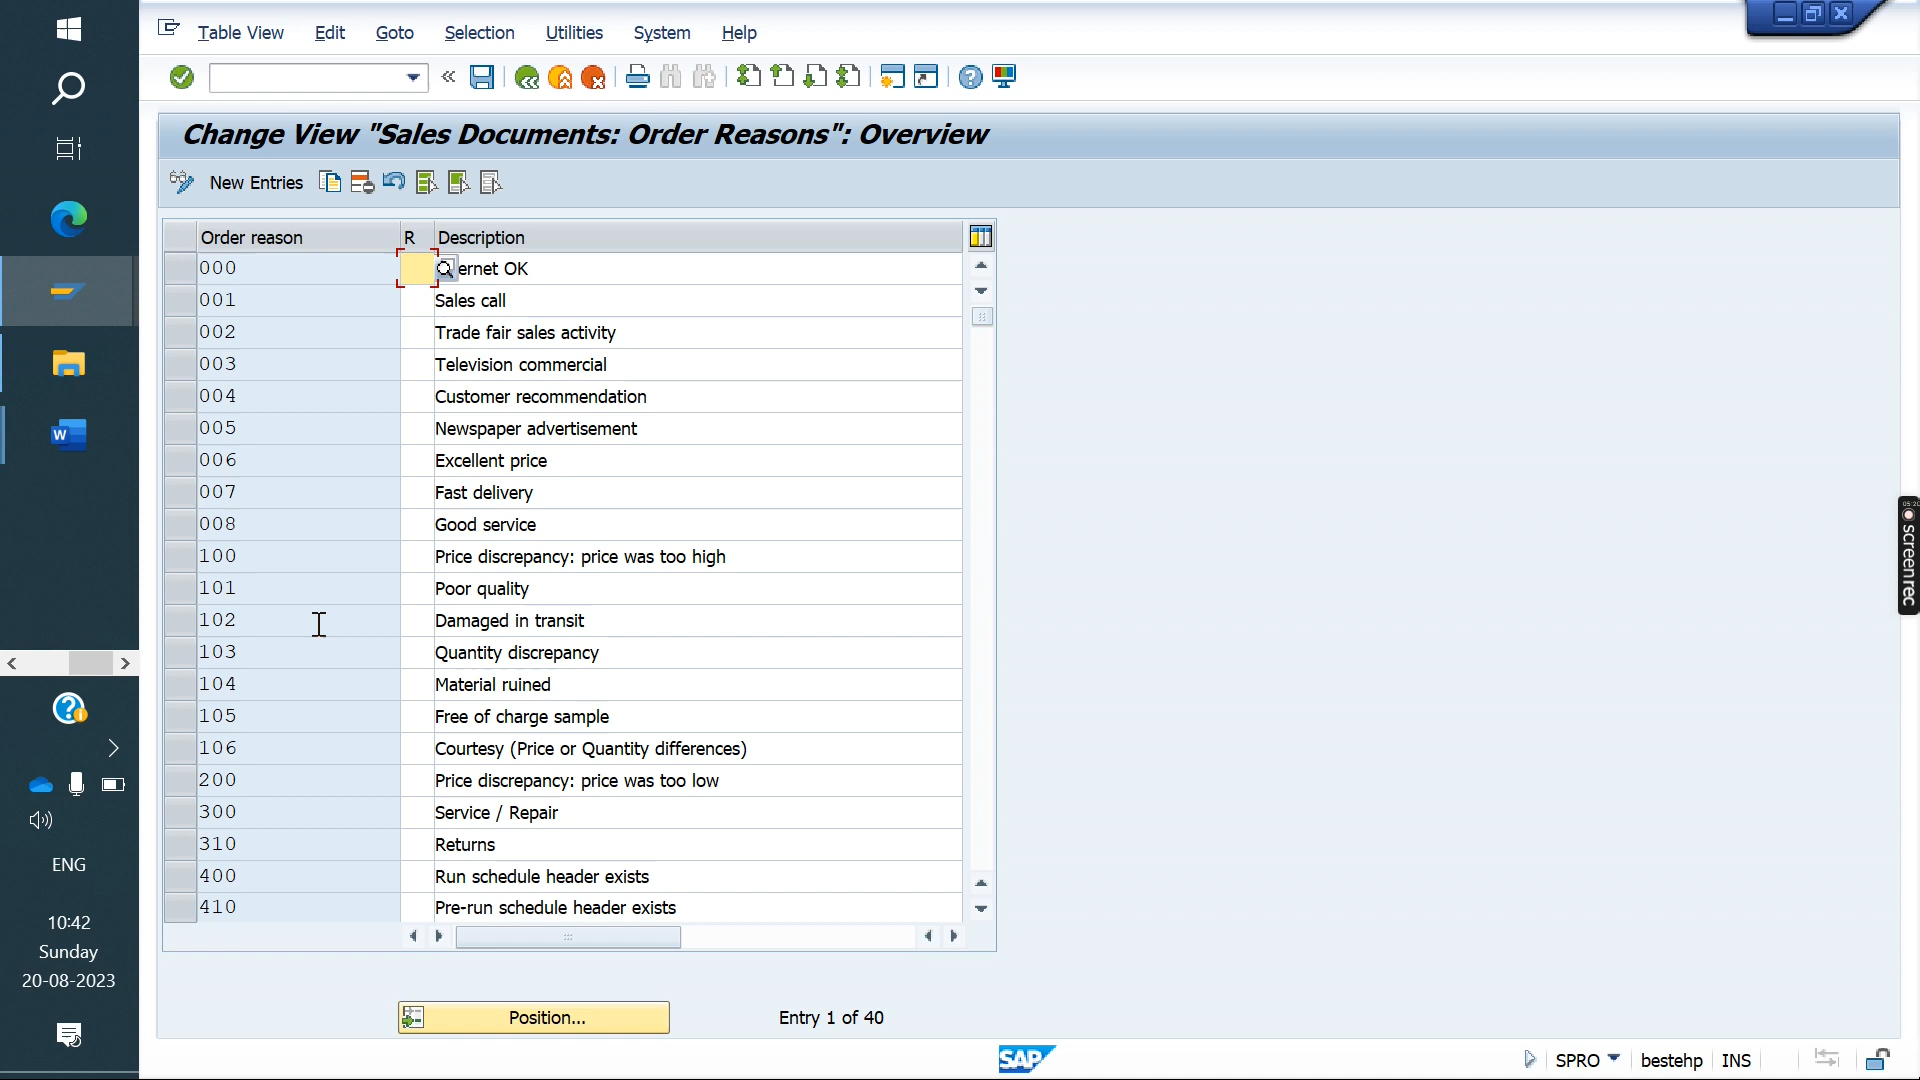 Table View Edit Goto Selection Utilities System Help
Change View "Sales Documents: Order Reasons": Overview
New Entries
Order reason R Description
000 ernet OK
001 Sales call
002 Trade fair sales activity
003 Television commercial
004 Customer recommendation
005 Newspaper advertisement
006 Excellent price
007 Fast delivery
008 Good service
100 Price discrepancy: price was too high
101 Poor quality
102 Damaged in transit
103 Quantity discrepancy
104 Material ruined
105 Free of charge sample
106 Courtesy (Price or Quantity differences)
200 Price discrepancy: price was too low
300 Service / Repair
310 Returns
400 Run schedule header exists
410 Pre-run schedule header exists
Position... Entry 1 of 40
SAP SPRO bestehp INS
W
ENG
10:42
Sunday
20-08-2023
screenrec